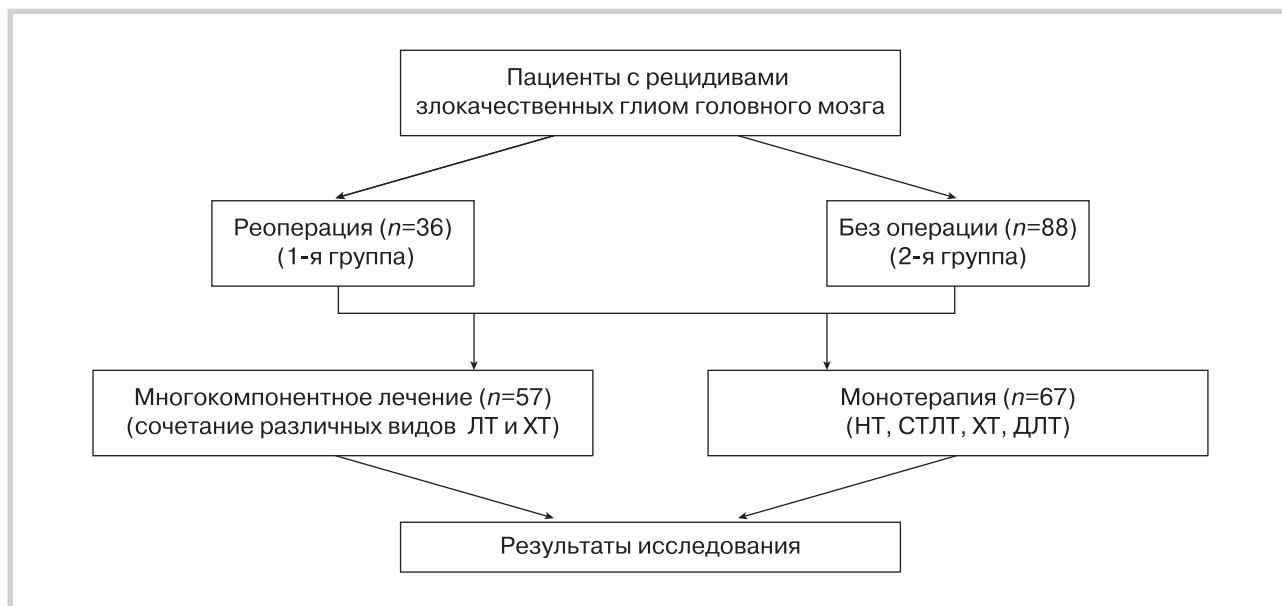 Пациенты с рецидивами
злокачественных глиом головного мозга
Реоперация (n=36)
(1-я группа)
Без операции (n=88)
(2-я группа)
Многокомпонентное лечение (n=57)
(сочетание различных видов ЛТ и ХТ)
Монотерапия (n=67)
(НТ, СТЛТ, ХТ, ДЛТ)
Результаты исследования